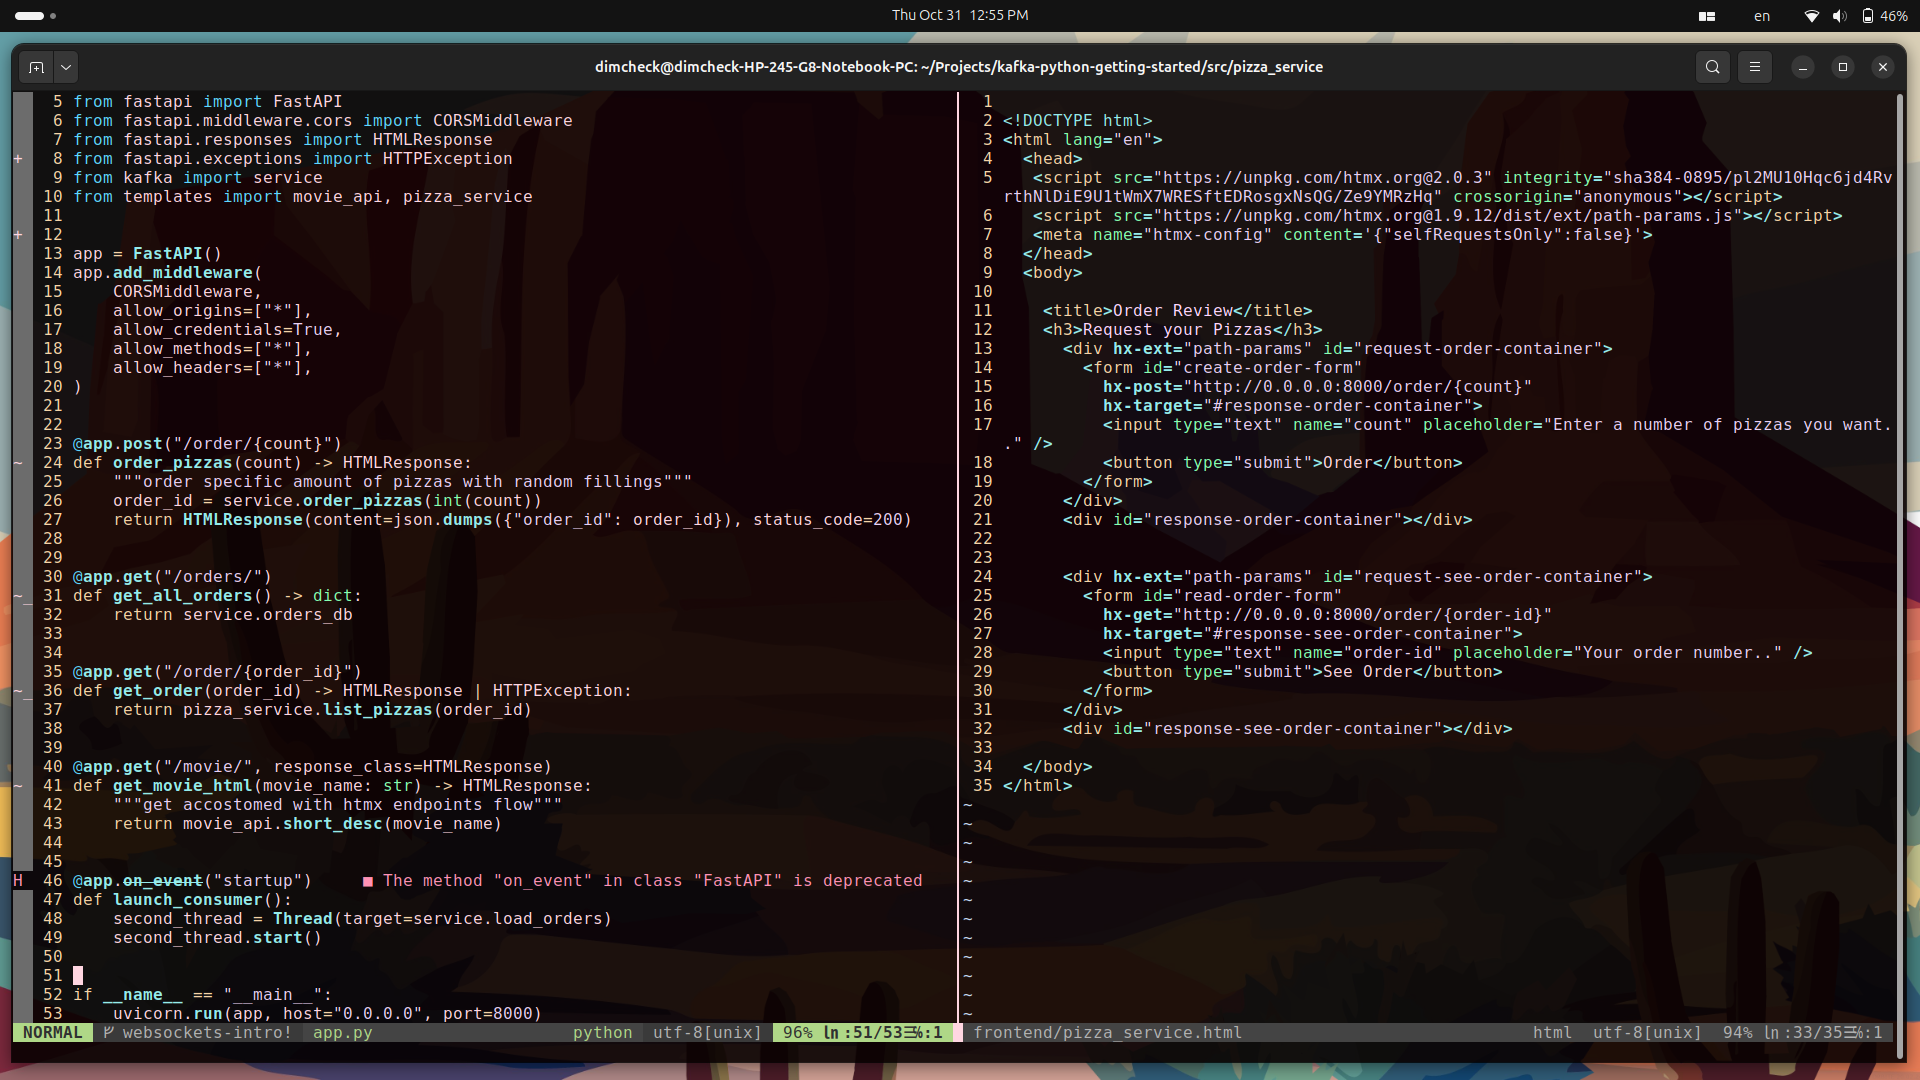 Thu Oct 31  12:55 PM
en
46%
dimcheck@dimcheck-HP-245-G8-Notebook-PC: ~/Projects/kafka-python-getting-started/src/pizza_service
5 from fastapi import FastAPI
6 from fastapi.middleware.cors import CORSMiddleware
7 from fastapi.responses import HTMLResponse
+ 8 from fastapi.exceptions import HTTPException
9 from kafka import service
10 from templates import movie_api, pizza_service
11
+ 12
13 app = FastAPI()
14 app.add_middleware(
15     CORSMiddleware,
16     allow_origins=["*"],
17     allow_credentials=True,
18     allow_methods=["*"],
19     allow_headers=["*"],
20 )
21
22
23 @app.post("/order/{count}")
~ 24 def order_pizzas(count) -> HTMLResponse:
25     """order specific amount of pizzas with random fillings"""
26     order_id = service.order_pizzas(int(count))
27     return HTMLResponse(content=json.dumps({"order_id": order_id}), status_code=200)
28
29
30 @app.get("/orders/")
~_ 31 def get_all_orders() -> dict:
32     return service.orders_db
33
34
35 @app.get("/order/{order_id}")
~_ 36 def get_order(order_id) -> HTMLResponse | HTTPException:
37     return pizza_service.list_pizzas(order_id)
38
39
40 @app.get("/movie/", response_class=HTMLResponse)
~ 41 def get_movie_html(movie_name: str) -> HTMLResponse:
42     """get accostomed with htmx endpoints flow"""
43     return movie_api.short_desc(movie_name)
44
45
H 46 @app.on_event("startup")     ■ The method "on_event" in class "FastAPI" is deprecated
47 def launch_consumer():
48     second_thread = Thread(target=service.load_orders)
49     second_thread.start()
50
51
52 if __name__ == "__main__":
53     uvicorn.run(app, host="0.0.0.0", port=8000)
NORMAL websockets-intro! app.py python utf-8[unix] 96% ln :51/53☰%:1
1
2 <!DOCTYPE html>
3 <html lang="en">
4   <head>
5    <script src="https://unpkg.com/htmx.org@2.0.3" integrity="sha384-0895/pl2MU10Hqc6jd4Rv
rthNlDiE9U1tWmX7WRESftEDRosgxNsQG/Ze9YMRzHq" crossorigin="anonymous"></script>
6    <script src="https://unpkg.com/htmx.org@1.9.12/dist/ext/path-params.js"></script>
7    <meta name="htmx-config" content='{"selfRequestsOnly":false}'>
8   </head>
9   <body>
10
11     <title>Order Review</title>
12     <h3>Request your Pizzas</h3>
13       <div hx-ext="path-params" id="request-order-container">
14         <form id="create-order-form"
15           hx-post="http://0.0.0.0:8000/order/{count}"
16           hx-target="#response-order-container">
17           <input type="text" name="count" placeholder="Enter a number of pizzas you want.
." />
18           <button type="submit">Order</button>
19         </form>
20       </div>
21       <div id="response-order-container"></div>
22
23
24       <div hx-ext="path-params" id="request-see-order-container">
25         <form id="read-order-form"
26           hx-get="http://0.0.0.0:8000/order/{order-id}"
27           hx-target="#response-see-order-container">
28           <input type="text" name="order-id" placeholder="Your order number.." />
29           <button type="submit">See Order</button>
30         </form>
31       </div>
32       <div id="response-see-order-container"></div>
33
34   </body>
35 </html>
~
~
~
~
~
~
~
~
~
~
~
~
frontend/pizza_service.html html utf-8[unix] 94% ln :33/35☰%:1